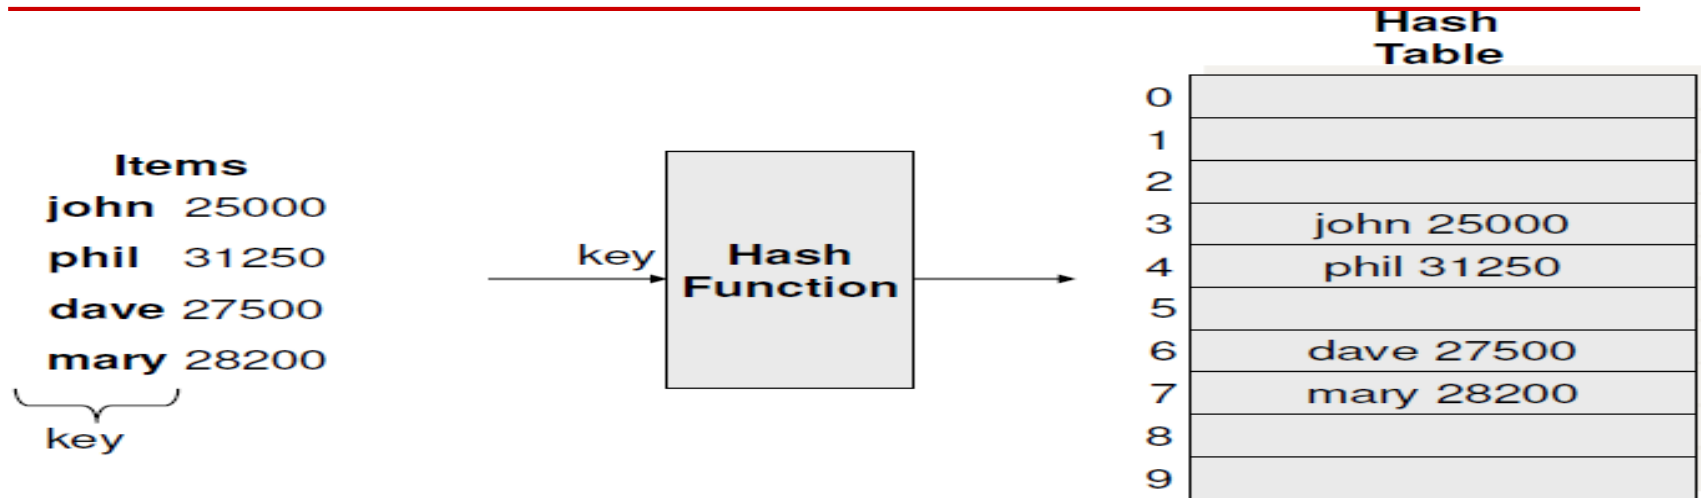 Items
john 25000
phil 31250
dave 27500
mary 28200
key
key
Hash
Function
Hash
Table
0
1
2
3 john 25000
4 phil 31250
5
6 dave 27500
7 mary 28200
8
9